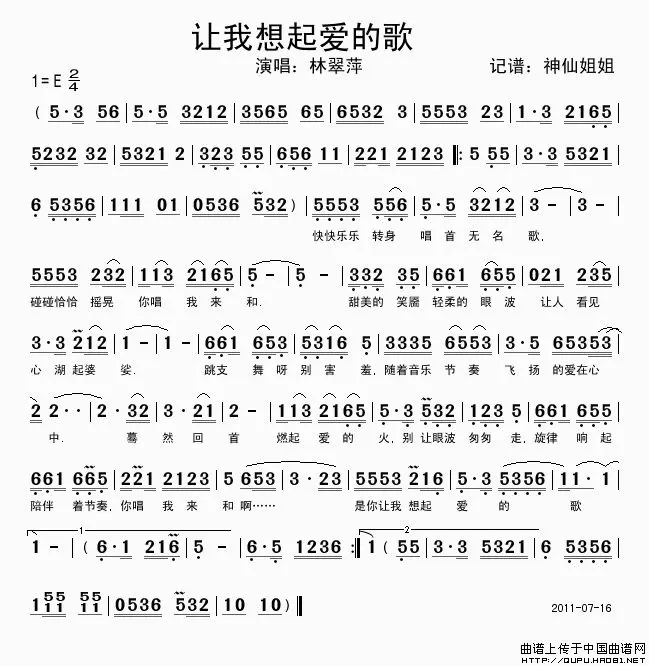 让我想起爱的歌
演唱：林翠萍 记谱：神仙姐姐
1=E 2/4
( 5·3 56 | 5·5 3212 | 3565 65 | 6532 3 | 5553 23 | 1·3 2165 |
5232 32 | 5321 2 | 323 55 | 656 11 | 221 2123 |: 5 55 | 3·3 5321 |
6 5356 | 111 01 | 0536 532 ) | 5553 556 | 5·5 3212 | 3 - | 3 - |
快快乐乐 转身 唱首 无名 歌,
5553 232 | 113 2165 | 5 - | 5 - | 332 35 | 661 655 | 021 235 |
碰碰恰恰 摇晃 你唱 我来 和. 甜美的 笑靥 轻柔的 眼波 让人 看见
3·3 212 | 1 - | 1 - | 661 653 | 5316 5 | 3335 6553 | 3·5 65353 |
心湖起婆 娑. 跳支 舞呀 别害 羞, 随着音乐 节奏 飞扬的爱在心
2 2·· | 2· 32 | 3· 21 | 2 - | 113 2165 | 5·3 532 | 123 5 | 661 655 |
中. 蓦然回首 燃起 爱的 火, 别 让眼波 匆匆 走, 旋律 响起
661 665 | 221 2123 | 5 653 | 3·23 | 5553 216 | 5·0 5356 | 11· 1 |
陪伴 着节奏, 你唱 我来 和啊…… 是你让我 想起 爱的 歌
1
2
1 - ( 6·1 216 | 5 - | 6·5 1236 :| 1 ( 55 | 3·3 5321 | 6 5356 |
1 55 11 55 11 | 0536 532 | 10 10 ) ‖
2011-07-16
曲谱上传于中国曲谱网
@http://QUPU.HAO81.NET